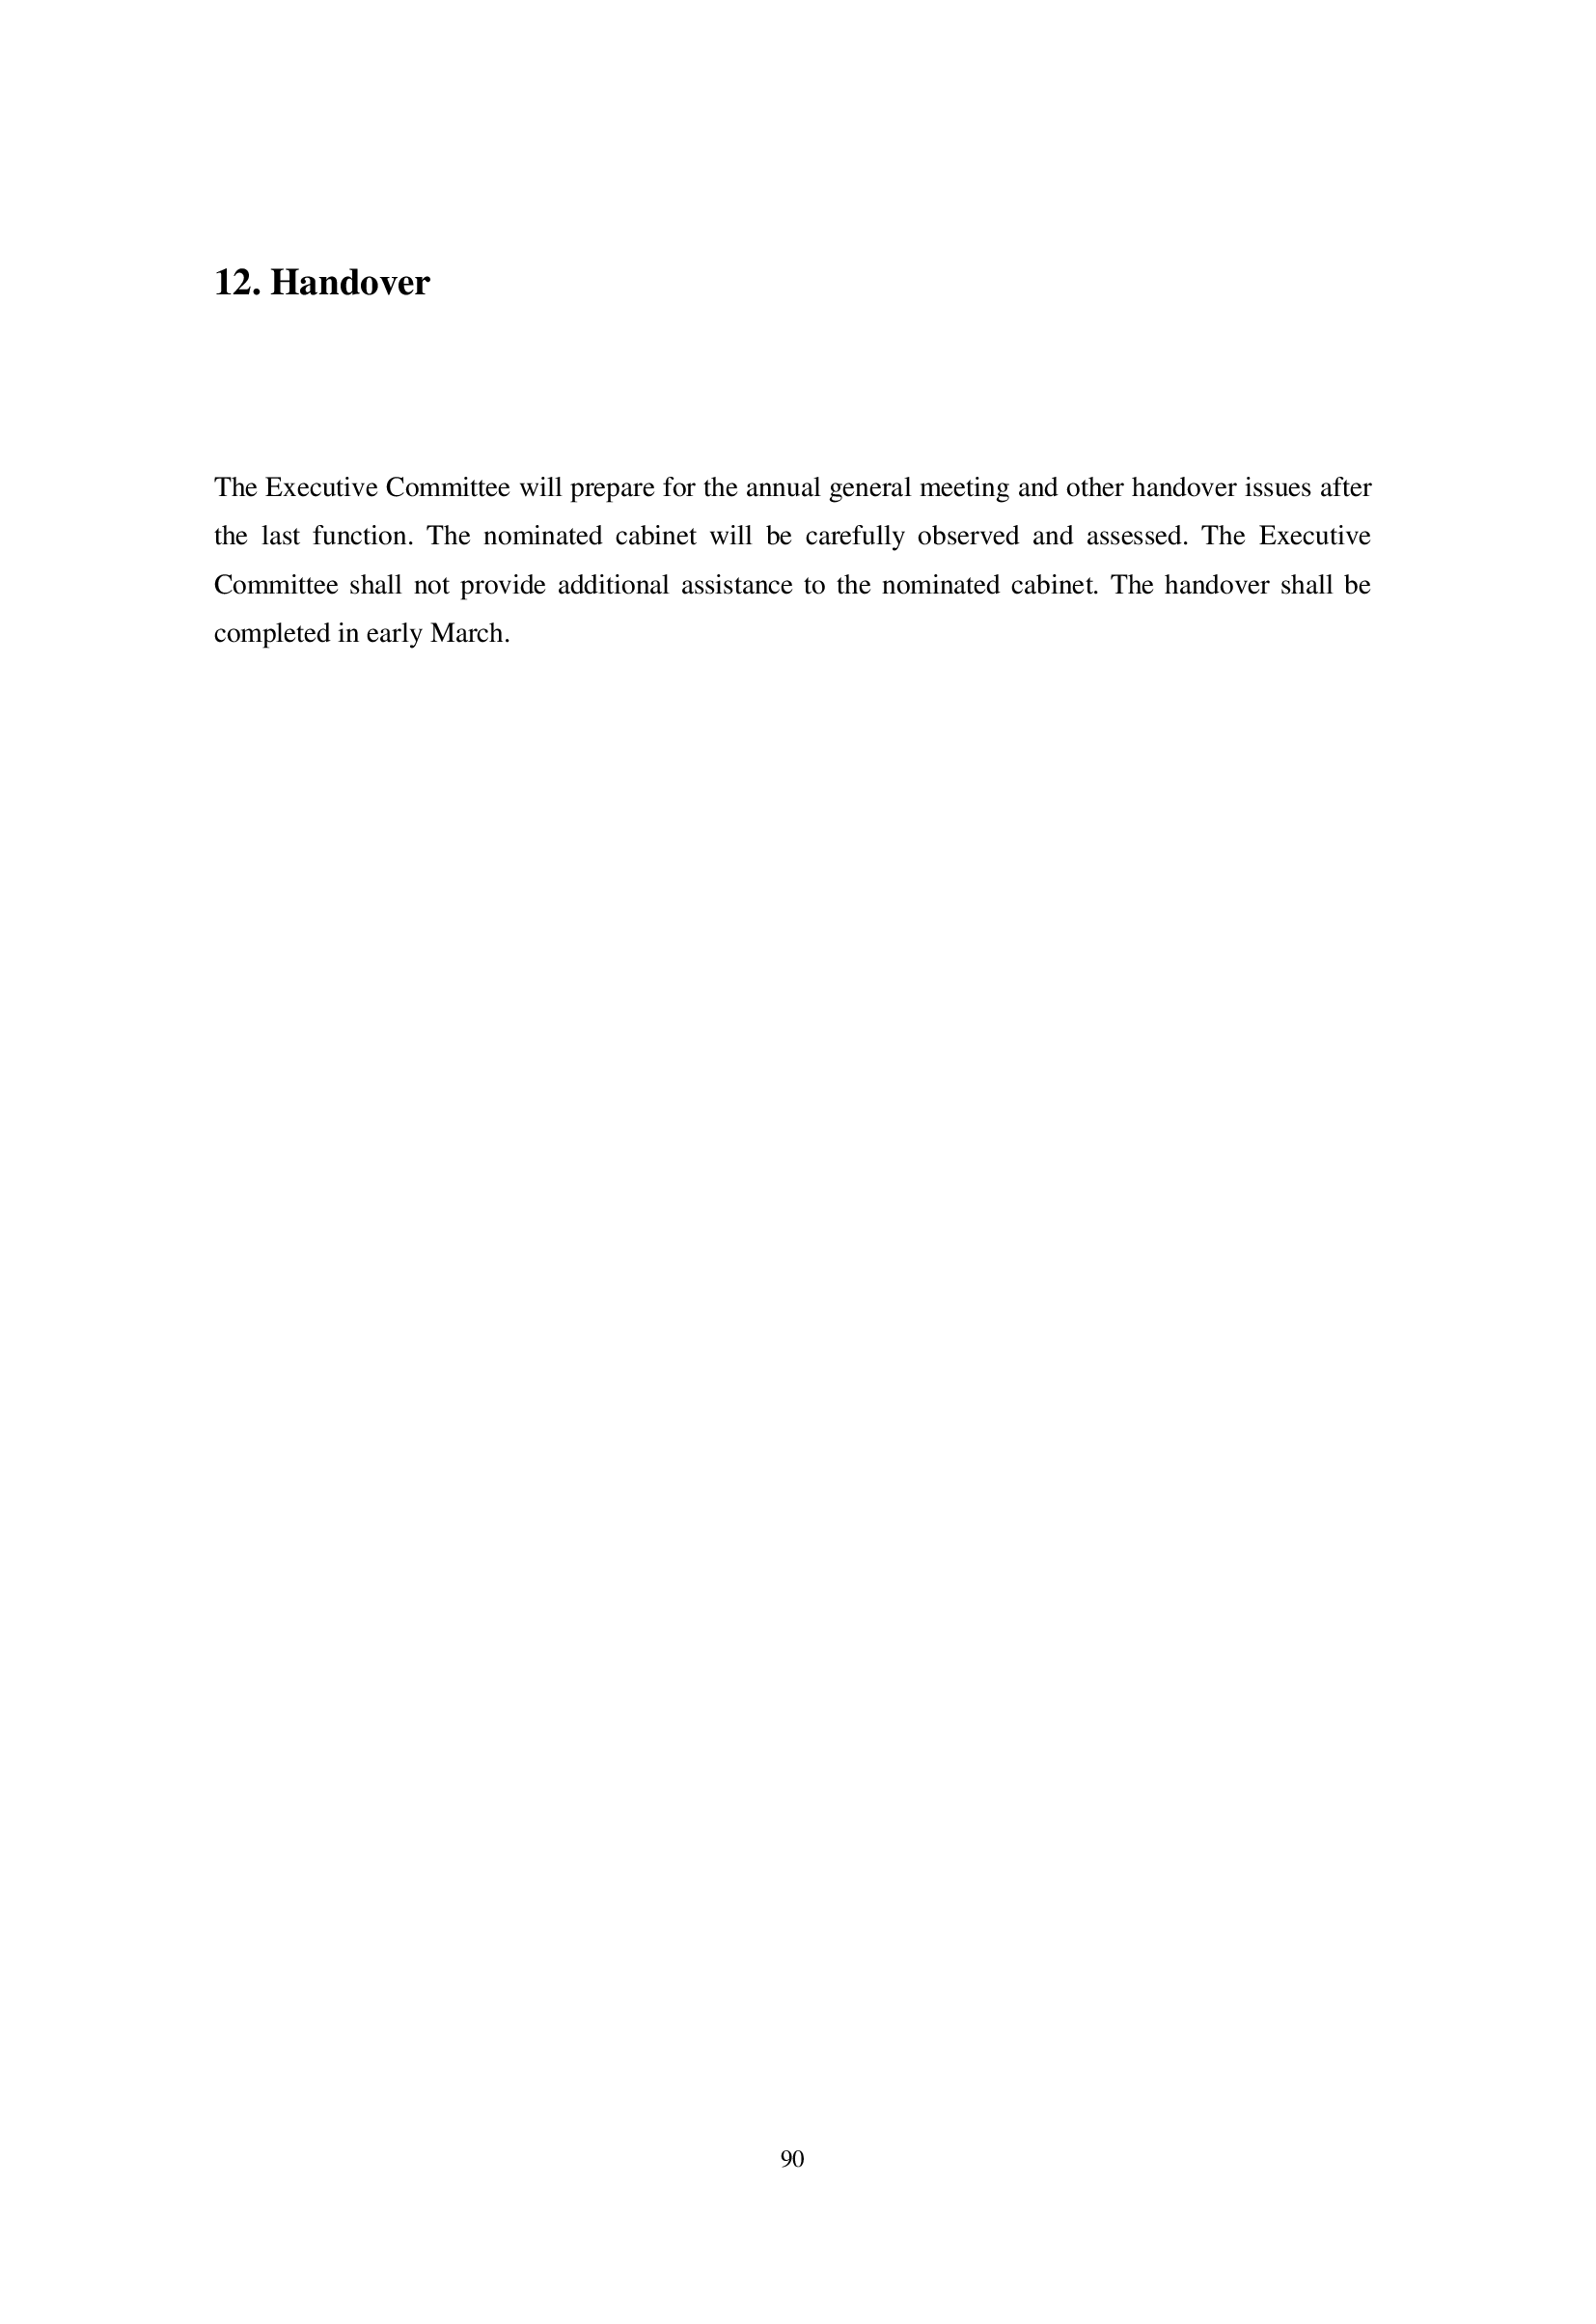 12. Handover
The Executive Committee will prepare for the annual general meeting and other handover issues after
the last function. The nominated cabinet will be carefully observed and assessed. The Executive
Committee shall not provide additional assistance to the nominated cabinet. The handover shall be
completed in early March.
90